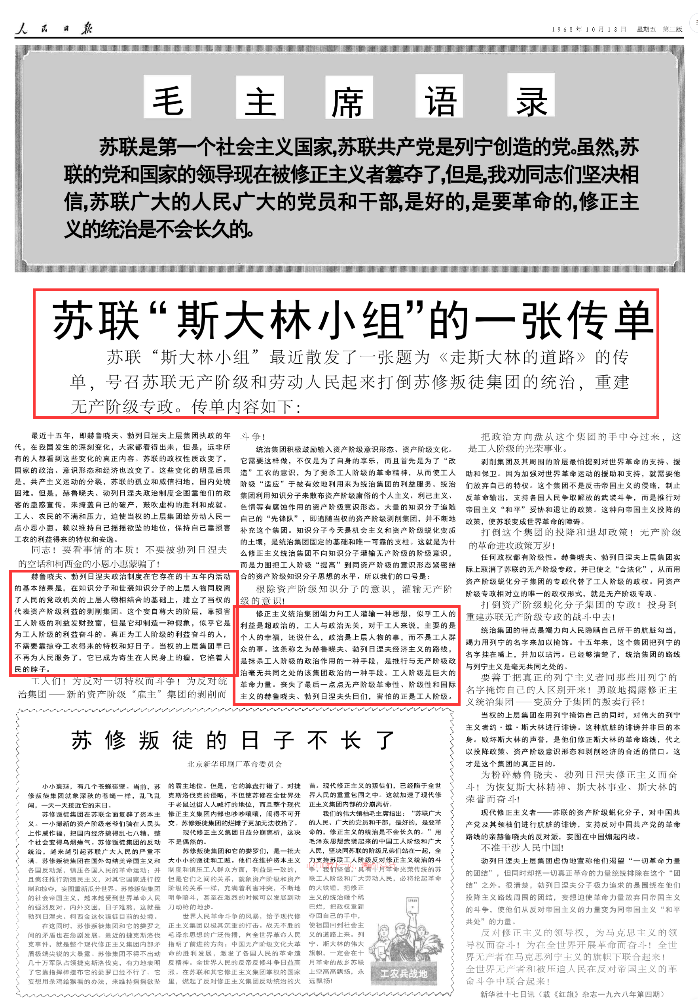 人民日报
1968年10月18日 星期五 第三版
毛主席语录
苏联是第一个社会主义国家,苏联共产党是列宁创造的党。虽然,苏
联的党和国家的领导现在被修正主义者篡夺了,但是,我劝同志们坚决相
信,苏联广大的人民、广大的党员和干部,是好的,是要革命的,修正主
义的统治是不会长久的。
苏联“斯大林小组”的一张传单
苏联“斯大林小组”最近散发了一张题为《走斯大林的道路》的传
单，号召苏联无产阶级和劳动人民起来打倒苏修叛徒集团的统治，重建
无产阶级专政。传单内容如下：
最近十五年，即赫鲁晓夫、勃列日涅夫上层集团执政的年
代，在我国发生的深刻变化，大家都看得出来，但是，远非所
有的人都看到这些变化的真正内容。苏联的政权性质改变了，
国家的政治、意识形态和经济也改变了。这些变化的明显后果
是，共产主义运动的分裂，苏联的孤立和威信扫地，国内处境
困难。但是，赫鲁晓夫、勃列日涅夫政治制度企图靠他们的政
客的蛊惑宣传，来掩盖自己的破产，鼓吹虚构的胜利和成就。
工人、农民的不满和压力，迫使当权的上层集团给劳动人民一
点小恩小惠，赖以维持自己摇摇欲坠的地位，保持自己靠损害
工农的利益得来的特权和安逸。
同志！要看事情的本质！不要被勃列日涅夫
的空话和柯西金的小恩小惠蒙骗了！
赫鲁晓夫、勃列日涅夫政治制度在它存在的十五年内活动
的基本结果是，在知识分子和世袭知识分子的上层人物同脱离
了人民的党政机关的上层人物相结合的基础上，建立了当权的
代表资产阶级利益的剥削集团。这个妄自尊大的阶层，靠损害
工人阶级的利益发财致富，但是它却制造一种假象，似乎它是
为工人阶级的利益奋斗的。真正为工人阶级的利益奋斗的人，
不需要靠掠夺工农得来的特权和好日子。当权的上层集团早已
不再为人民服务了，它已成为寄生在人民身上的瘤，它掐着人
民的脖子。
工人们！为反对一切特权而斗争！为反对统
治集团——新的资产阶级“雇主”集团的剥削而
斗争！
统治集团积极鼓励输入资产阶级意识形态、资产阶级文化。
它需要这样做，不仅是为了自身的享乐，而且首先是为了“改
造”工农的意识，为了扼杀工人阶级的革命精神，从而使工人
阶级“适应”于被有效地利用来为统治集团的利益服务。统治
集团利用知识分子来散布资产阶级庸俗的个人主义、利己主义、
色情等有腐蚀作用的资产阶级意识形态。大量的知识分子追随
自己的“先锋队”，即追随当权的资产阶级剥削集团，并不断地
补充这个集团。知识分子今天是机会主义和资产阶级蜕化变质
的土壤，是统治集团固定的基础和唯一可靠的支柱。这就是为什
么修正主义统治集团不向知识分子灌输无产阶级的阶级意识，
而是力图把工人阶级“提高”到同资产阶级的意识形态紧密结
合的资产阶级知识分子思想的水平。所以我们的口号是：
根除资产阶级知识分子的意识，灌输无产阶
级的意识！
修正主义统治集团竭力向工人灌输一种思想，似乎工人的
利益是超政治的，工人与政治无关，对于工人来说，主要的是
个人的幸福，还说什么，政治是上层人物的事，而不是工人群
众的事。这条称之为赫鲁晓夫、勃列日涅夫经济主义的路线，
是抹杀工人阶级的政治作用的一种手段，是推行与无产阶级政
治毫无共同之处的该集团政治的一种手段。工人阶级是巨大的
革命力量。丧失了最后一点点无产阶级革命性、阶级性和国际
主义的赫鲁晓夫、勃列日涅夫头目们，害怕的正是工人阶级。
把政治方向盘从这个集团的手中夺过来，这
是工人阶级的光荣事业。
剥削集团及其周围的阶层最怕提到对世界革命的支持、援
助和保卫。因为加强对世界革命运动的援助和支持，就需要他
们放弃自己的特权。这个集团不是反击帝国主义的侵略，制止
反革命输出，支持各国人民争取解放的武装斗争，而是推行对
帝国主义“和平”妥协和退让的政策。这种向帝国主义投降的
政策，使苏联变成世界革命的障碍。
打倒这个集团的投降和退却政策！无产阶级
的革命进攻政策万岁！
任何政权都有阶级性。赫鲁晓夫、勃列日涅夫上层集团实
际上取消了苏联的无产阶级专政，并已使之“合法化”，从而用
资产阶级蜕化分子集团的专政代替了工人阶级的政权。同资产
阶级专政相对立的唯一的政权形式，就是无产阶级专政。
打倒资产阶级蜕化分子集团的专政！投身到
重建苏联无产阶级专政的战斗中去！
统治集团的特点是竭力向人民隐瞒自己所干的肮脏勾当，
竭力用列宁的名字来加以掩饰。十五年来，这个集团把列宁的
名字挂在嘴上，并加以玷污。已经够清楚了，统治集团的路线
与列宁主义是毫无共同之处的。
要善于把真正的列宁主义者同那些用列宁的
名字掩饰自己的人区别开来！勇敢地揭露修正主
义统治集团——变质分子集团的叛卖行径！
当权的上层集团在用列宁掩饰自己的同时，对伟大的列宁
主义者约·维·斯大林进行诽谤。这种肮脏的诽谤并非目的本
身。败坏斯大林的声誉，是他们修正斯大林的革命路线，代之
以投降政策、资产阶级意识形态和剥削经济的合适的借口。这
才是这个集团的真正目的。
为粉碎赫鲁晓夫、勃列日涅夫修正主义而奋
斗！为恢复斯大林精神、斯大林事业、斯大林的
荣誉而奋斗！
现代修正主义者——苏联的资产阶级蜕化分子，对中国共
产党及其领袖们进行肮脏的诽谤，支持反对中国共产党的革命
路线的亲赫鲁晓夫的反对派，妄图在中国煽起内战。
不准干涉人民中国！
勃列日涅夫上层集团虚伪地宣称他们渴望“一切革命力量
的团结”，但同时却把一切真正革命的力量统统排除在这个“团
结”之外。很清楚，勃列日涅夫分子极力追求的是围绕在他们
投降主义路线周围的团结，妄想迫使革命力量放弃同帝国主义
的斗争，使他们从反对帝国主义的力量变为同帝国主义“和平
共处”的力量。
反对修正主义的领导权，为马克思主义的领
导权而奋斗！为在全世界开展革命而奋斗！全世
界无产者在马克思列宁主义的旗帜下联合起来！
全世界无产者和被压迫人民在反对帝国主义的革
命斗争中联合起来！
新华社十七日讯（载《红旗》杂志一九六八年第四期）
苏修叛徒的日子不长了
北京新华印刷厂革命委员会
小小寰球，有几个苍蝇碰壁。当前，苏
修叛徒集团就象深秋的苍蝇一样，乱飞乱
闯，一天一天接近它的末日。
苏修叛徒集团在苏联全面复辟了资本主
义。一小撮新的资产阶级老爷们骑在人民头
上作威作福，把国内经济搞得乱七八糟，整
个社会变得乌烟瘴气。苏修叛徒集团的反动
统治，越来越引起苏联广大人民的严重不
满。苏修叛徒集团在国外勾结美帝国主义和
各国反动派，镇压各国人民的革命运动；并
且疯狂推行新殖民主义，对其它国家进行控
制和掠夺，妄图重新瓜分世界。苏修叛徒集团
的社会帝国主义，越来越受到世界革命人民
的强烈反对。内外交困，日子难熬，这就是
勃列日涅夫、柯西金这伙叛徒目前的处境。
在这同时，苏修叛徒集团和它的娄罗之
间的矛盾也在急剧发展。最近的捷克斯洛伐
克事件，就是整个现代修正主义集团内部矛
盾极端尖锐的大暴露。苏修集团不得不出动
几十万军队占领捷克斯洛伐克，有力地表明
了它靠指挥棒摆布它的娄罗已经不行了。它
妄想用杀鸡给猴看的办法，来维持摇摇欲坠
的霸主地位。但是，它的算盘打错了。对捷
克斯洛伐克的侵略，不但使苏修在全世界处
于老鼠过街人人喊打的地位，而且整个现代
修正主义集团内部也吵吵嚷嚷，闹得不可开
交。苏修叛徒集团的烂摊子更加无法收拾了。
现代修正主义集团日益分崩离析，这决
不是偶然的。
苏修叛徒集团和它的娄罗们，是一批大
大小小的叛徒和工贼。他们在维护资本主义
制度和镇压工人群众方面，利益是一致的，
但是它们之间的关系，就象资产阶级和资产
阶级的关系一样，充满着利害冲突，不断地
明争暗斗，甚至在激烈的时候可以发展到动
刀动枪的地步。
世界人民革命斗争的风暴，给予现代修
正主义集团以极其沉重的打击。战无不胜的
毛泽东思想的广泛传播，向全世界革命人民
指明了前进的方向；中国无产阶级文化大革
命的胜利发展，激发了各国人民的革命造
反精神。全世界人民的反帝反修斗争日益高
涨。在苏联和其它修正主义集团掌权的国家
里，燃起了反对修正主义集团反动统治的火
苗。现代修正主义的叛徒们，已经陷于全世
界人民的重重包围之中。这就加速了现代修
正主义集团内部的分崩离析。
我们的伟大领袖毛主席指出：“苏联广大
的人民、广大的党员和干部，是好的，是要革
命的，修正主义的统治是不会长久的。”用
毛泽东思想武装起来的中国工人阶级和广大
人民，坚决同苏联的阶级兄弟们站在一起，全
力支持苏联工人阶级反对修正主义统治的斗
正在加载下一页，请耐心等待
争。我们坚信，具有十月革命光荣传统的苏
联工人阶级和广大劳动人民，必将抡起革命
的大铁锤，把修正
主义的统治砸个稀
巴烂，把政权重新
夺回自己的手中，
使祖国回到社会主
义的道路上来。列
宁、斯大林的伟大
旗帜，一定会在十
月革命的故乡苏联
上空高高飘扬，永
远飘扬！
工农兵战地